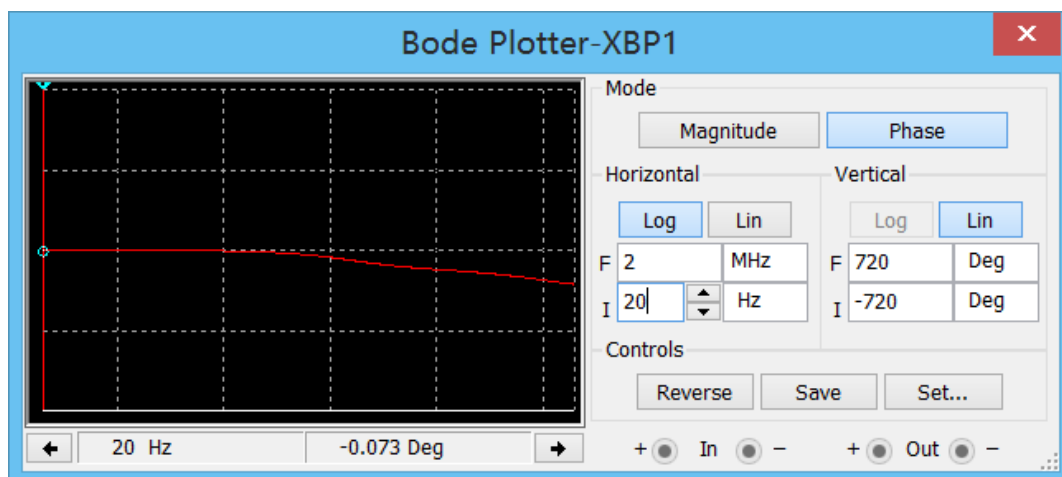 Bode Plotter-XBP1
×
Mode
Magnitude Phase
Horizontal Vertical
Log Lin Log Lin
F 2 MHz F 720 Deg
I 20 Hz I -720 Deg
Controls
Reverse Save Set...
20 Hz -0.073 Deg + In − + Out −